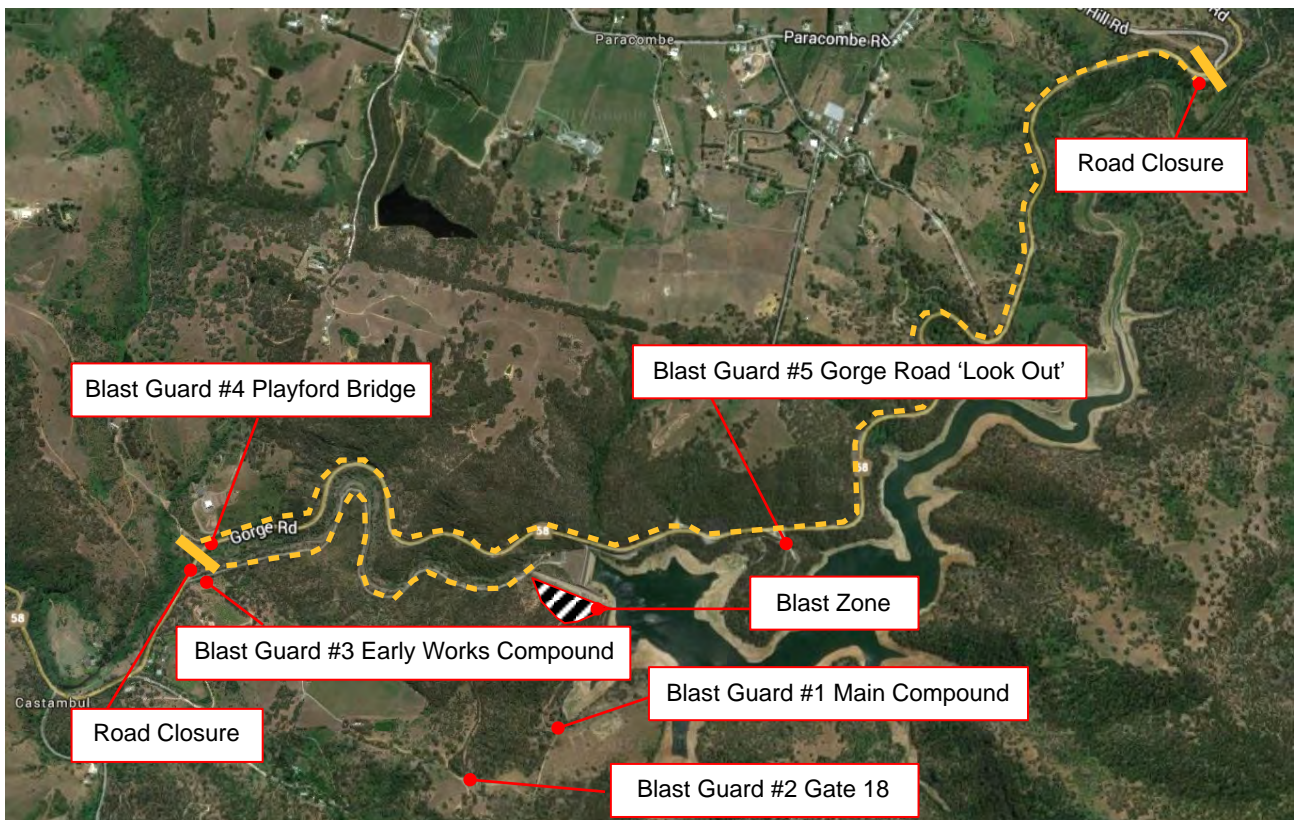 Paracombe
Paracombe Rd
Hill Rd
Rd
Road Closure
Blast Guard #4 Playford Bridge
Blast Guard #5 Gorge Road ‘Look Out’
58
Gorge Rd
58
Blast Zone
58
Blast Guard #3 Early Works Compound
Blast Guard #1 Main Compound
Castambul
Road Closure
Blast Guard #2 Gate 18